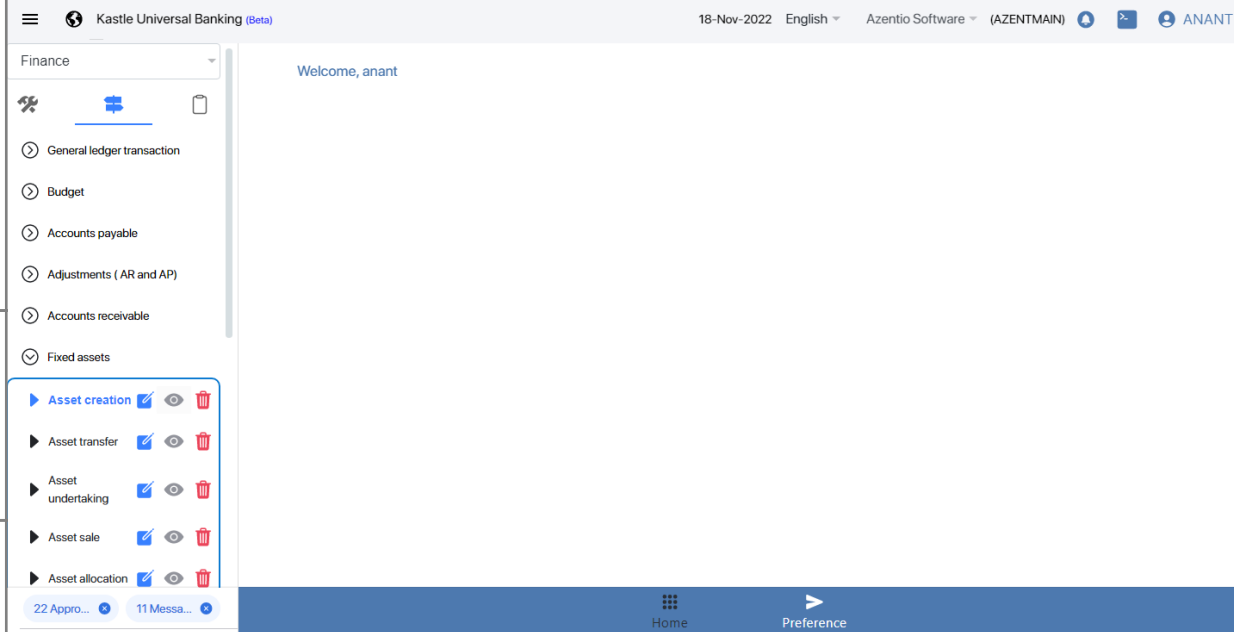 Kastle Universal Banking (Beta)
18-Nov-2022 English Azentio Software (AZENTMAIN) ANANT
Finance
Welcome, anant
General ledger transaction
Budget
Accounts payable
Adjustments ( AR and AP)
Accounts receivable
Fixed assets
Asset creation
Asset transfer
Asset
undertaking
Asset sale
Asset allocation
22 Appro... 11 Messa...
Home Preference